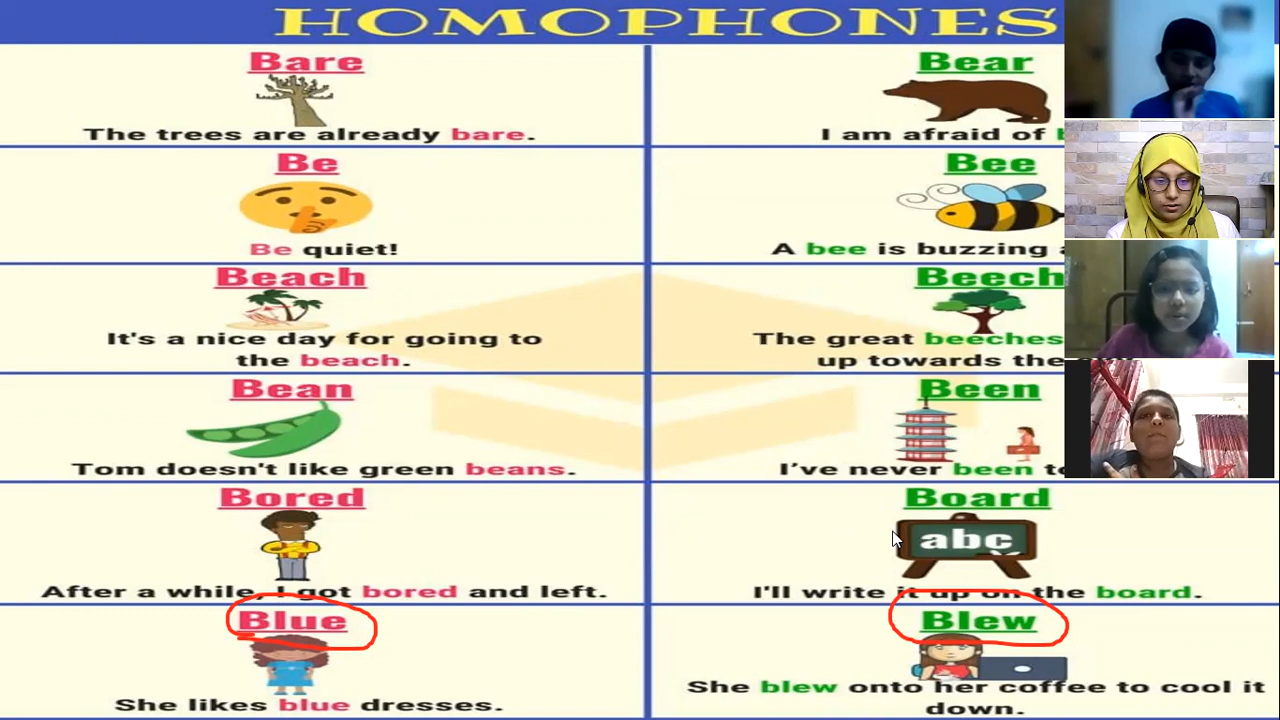 HOMOPHONES
Bare
Bear
The trees are already bare.
I am afraid of
Be
Bee
Be quiet!
A bee is buzzing
Beach
Beech
It's a nice day for going to
the beach.
The great beeches
up towards the
Bean
Been
Tom doesn't like green beans.
I've never been
Bored
Board
abc
After a while, I got bored and left.
I'll write it up on the board.
Blue
Blew
She likes blue dresses.
She blew onto her coffee to cool it
down.